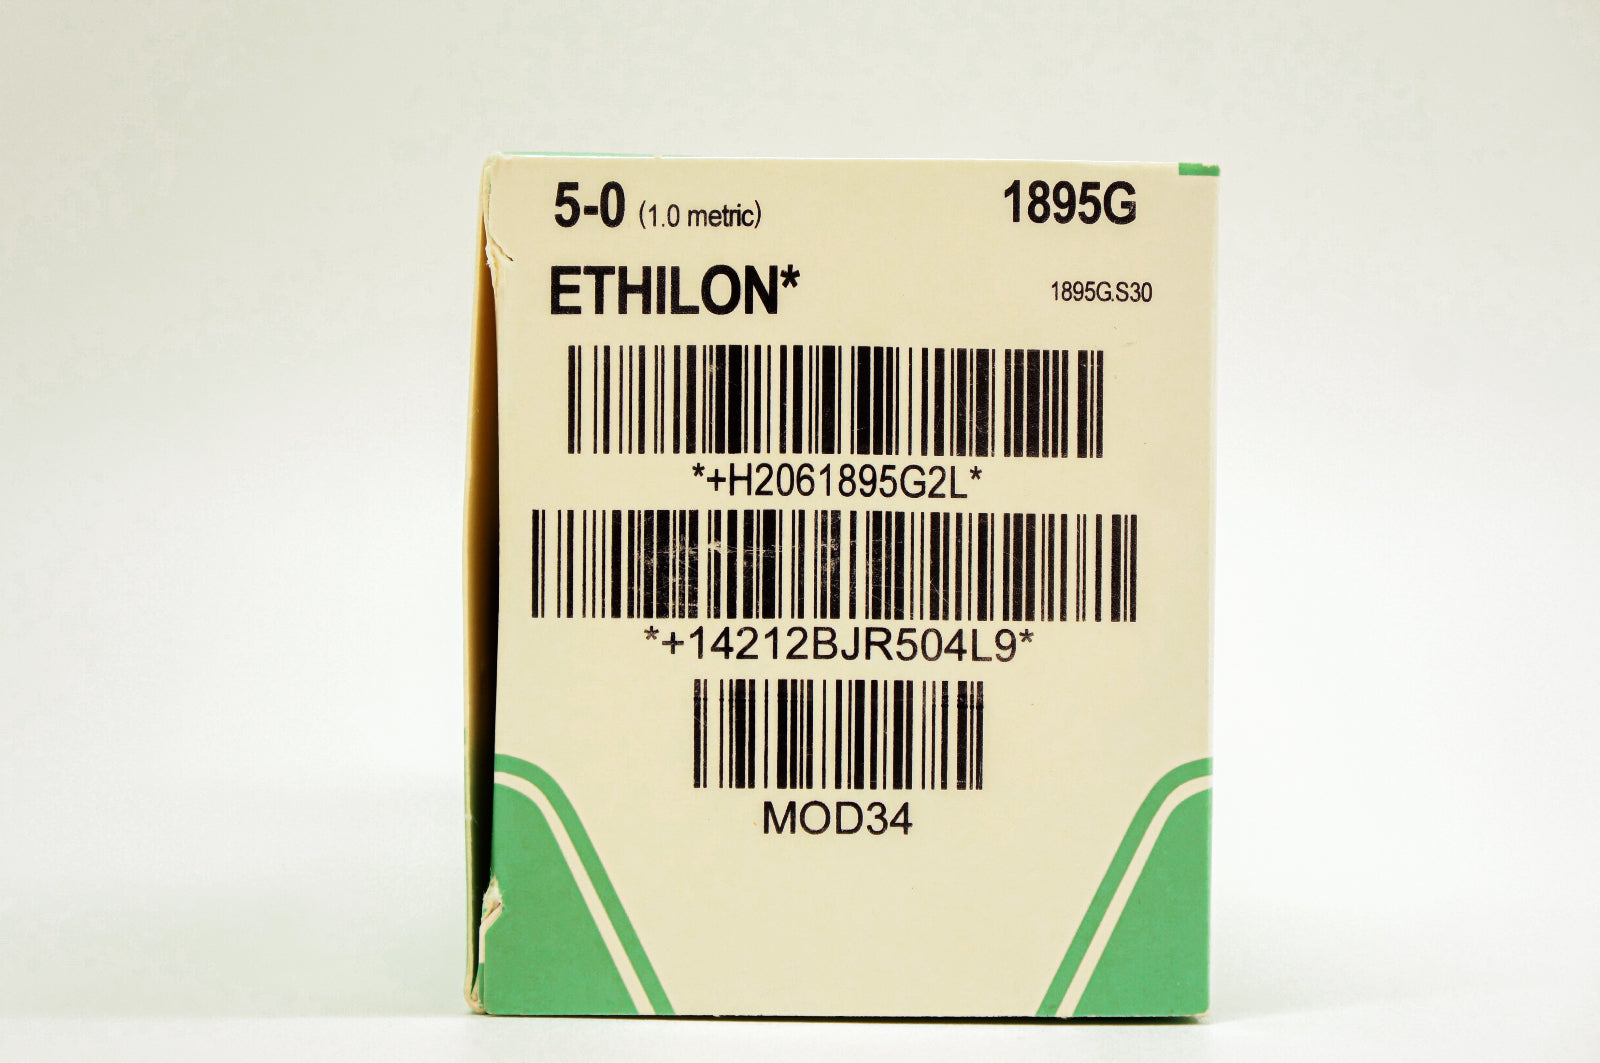 5-0 (1.0 metric) 1895G
ETHILON* 1895G.S30
*+H2061895G2L*
*+14212BJR504L9*
MOD34